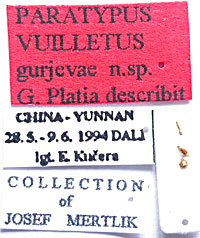 PARATYPUS
VUILLETUS
gurjevae n.sp.
G. Platia describit
CHINA - YUNNAN
28.5.-9.6. 1994 DALI
lgt. E. Kučera
COLLECTION
of
JOSEF MERTLIK